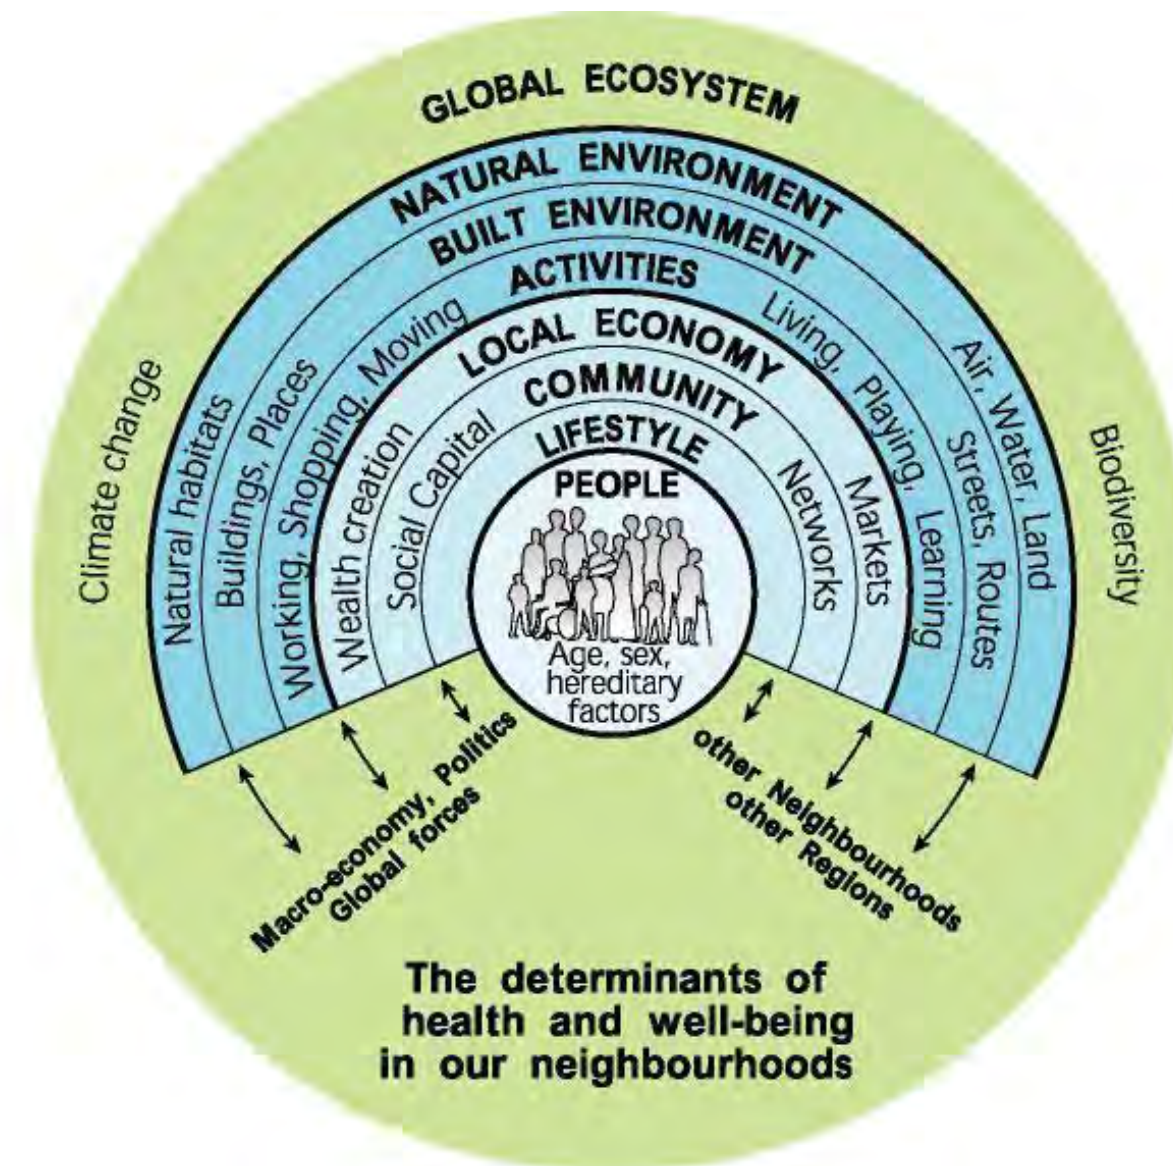 GLOBAL ECOSYSTEM
NATURAL ENVIRONMENT
BUILT ENVIRONMENT
ACTIVITIES
LOCAL ECONOMY
COMMUNITY
LIFESTYLE
PEOPLE
Age, sex,
hereditary
factors
Climate change
Natural habitats
Buildings, Places
Working, Shopping, Moving
Wealth creation
Social Capital
Networks
Markets
Living, Playing, Learning
Streets, Routes
Air, Water, Land
Biodiversity
Macro-economy, Politics
Global forces
other Neighbourhoods
other Regions
The determinants of
health and well-being
in our neighbourhoods